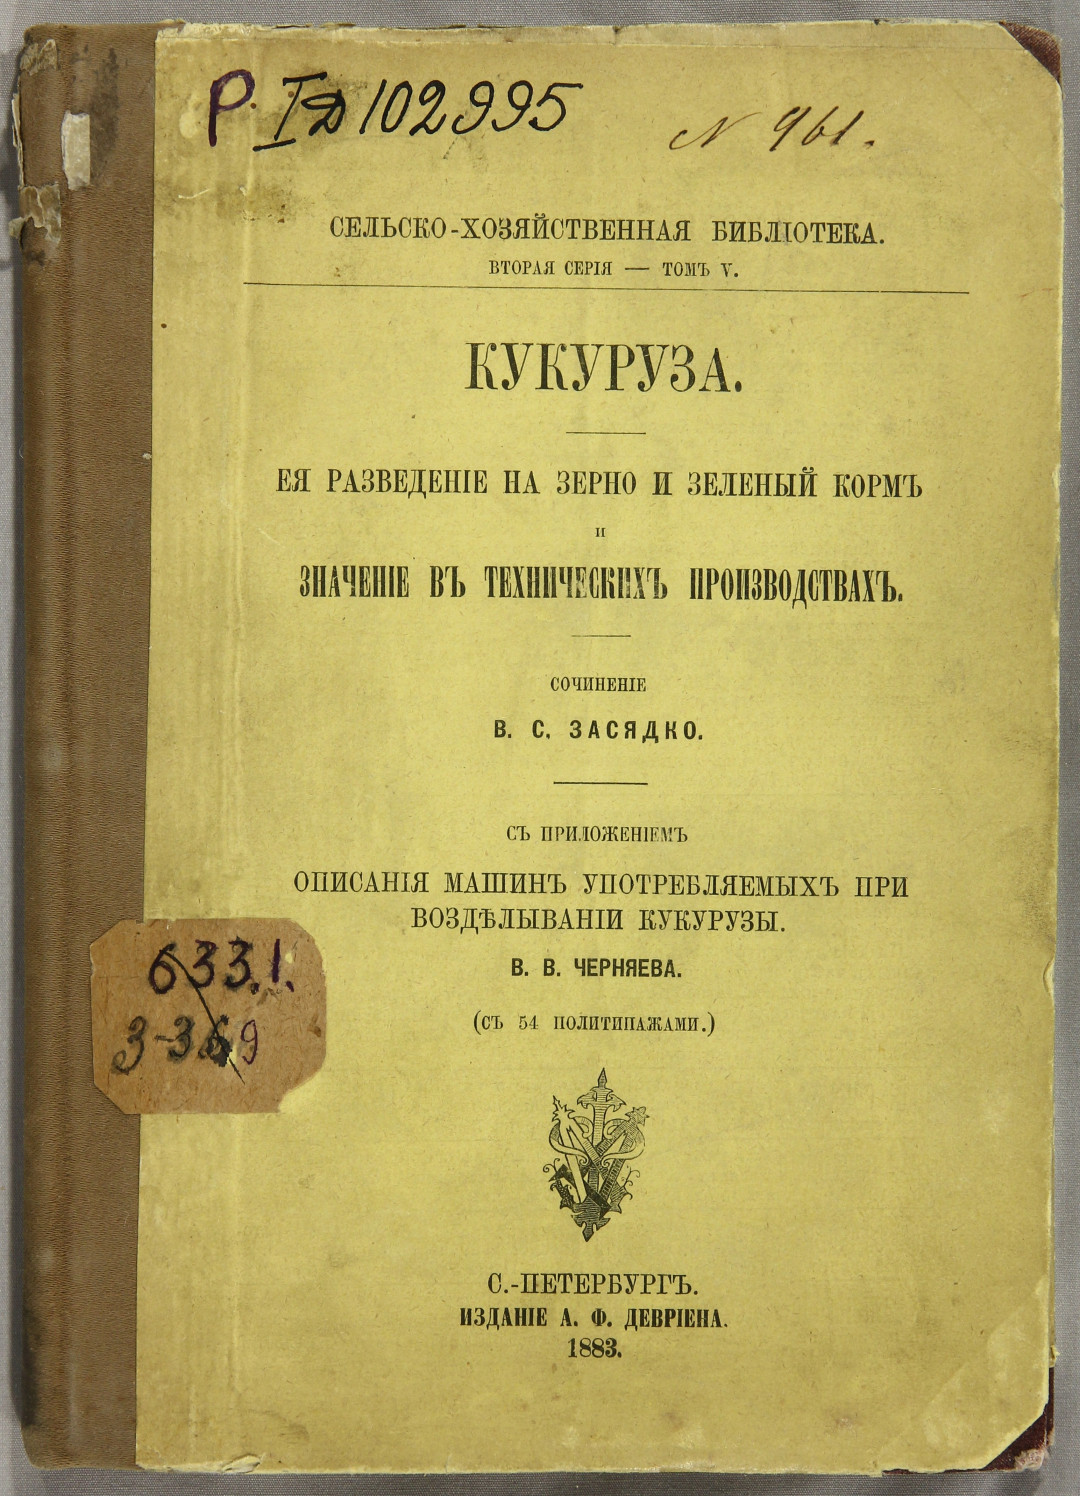 Р. IД 102995
N 961.
СЕЛЬСКО-ХОЗЯЙСТВЕННАЯ БИБЛІОТЕКА.
ВТОРАЯ СЕРІЯ — ТОМЪ V.
КУКУРУЗА.
ЕЯ РАЗВЕДЕНІЕ НА ЗЕРНО И ЗЕЛЕНЫЙ КОРМЪ
И
ЗНАЧЕНІЕ ВЪ ТЕХНИЧЕСКИХЪ ПРОИЗВОДСТВАХЪ.
СОЧИНЕНІЕ
В. С. ЗАСЯДКО.
СЪ ПРИЛОЖЕНІЕМЪ
ОПИСАНІЯ МАШИНЪ УПОТРЕБЛЯЕМЫХЪ ПРИ
ВОЗДѢЛЫВАНІИ КУКУРУЗЫ.
В. В. ЧЕРНЯЕВА.
(СЪ 54 ПОЛИТИПАЖАМИ.)
633.1.
З-369
С.-ПЕТЕРБУРГЪ.
ИЗДАНІЕ А. Ф. ДЕВРІЕНА.
1883.